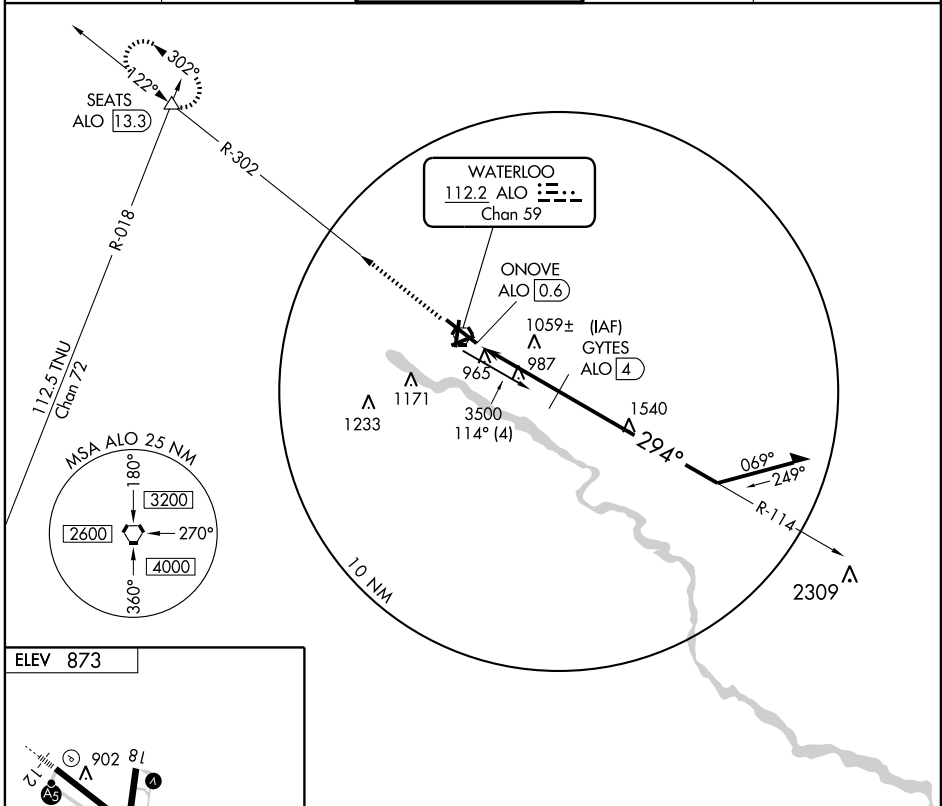 302°
122°
SEATS
ALO 13.3
R-302
R-018
112.5 TNU
Chan 72
WATERLOO
112.2 ALO
Chan 59
ONOVE
ALO 0.6
1059±
(IAF)
GYTES
ALO 4
987
965
1171
1233
3500
114° (4)
1540
294°
069°
249°
R-114
2309
10 NM
MSA ALO 25 NM
180°
3200
2600
270°
4000
360°
ELEV 873
P
902
18
12
A5
V